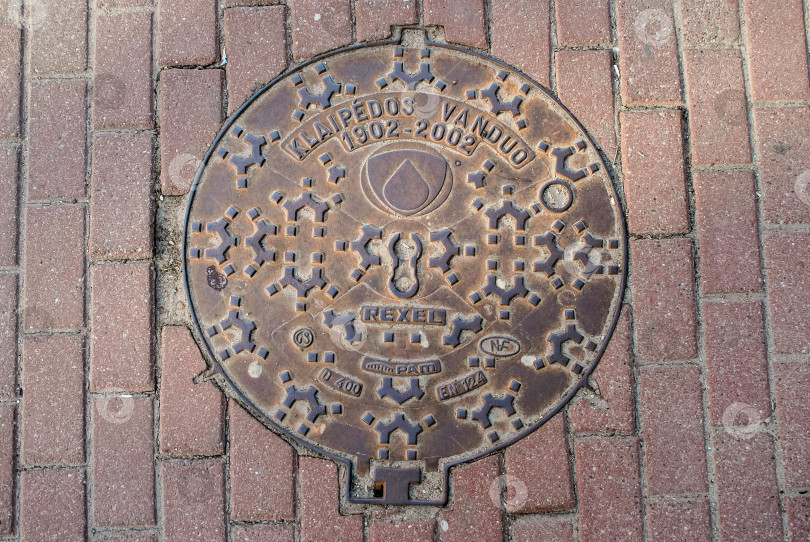 KLAIPĖDOS VANDUO
1902-2002
REXEL
NF
PAM
D 400
EN 124